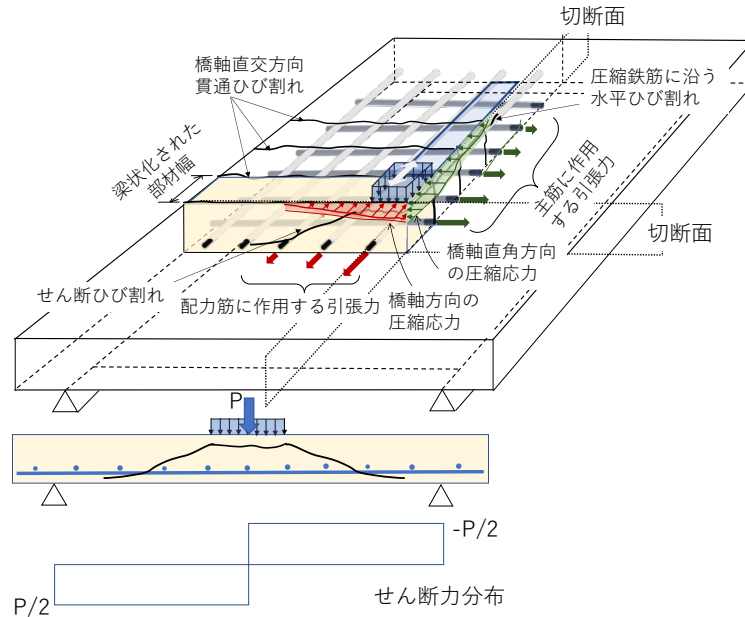 切断面
橋軸直交方向
貫通ひび割れ
圧縮鉄筋に沿う
水平ひび割れ
梁状化された
部材幅
主筋に作用
する引張力
切断面
橋軸直角方向
の圧縮応力
せん断ひび割れ
配力筋に作用する引張力
橋軸方向の
圧縮応力
P
-P/2
P/2
せん断力分布